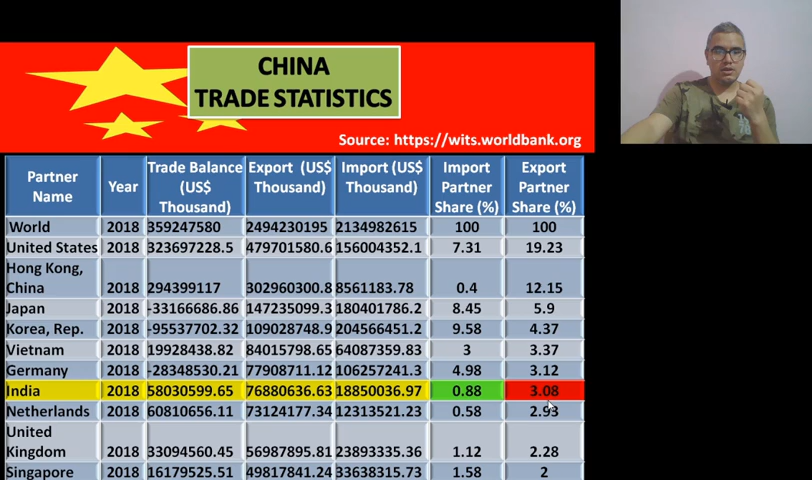 CHINA
TRADE STATISTICS
Source: https://wits.worldbank.org
Partner Name Year Trade Balance (US$ Thousand) Export (US$ Thousand) Import (US$ Thousand) Import Partner Share (%) Export Partner Share (%)
World 2018 359247580 2494230195 2134982615 100 100
United States 2018 323697228.5 479701580.6 156004352.1 7.31 19.23
Hong Kong, China 2018 294399117 302960300.8 8561183.78 0.4 12.15
Japan 2018 -33166686.86 147235099.3 180401786.2 8.45 5.9
Korea, Rep. 2018 -95537702.32 109028748.9 204566451.2 9.58 4.37
Vietnam 2018 19928438.82 84015798.65 64087359.83 3 3.37
Germany 2018 -28348530.21 77908711.12 106257241.3 4.98 3.12
India 2018 58030599.65 76880636.63 18850036.97 0.88 3.08
Netherlands 2018 60810656.11 73124177.34 12313521.23 0.58 2.93
United Kingdom 2018 33094560.45 56987895.81 23893335.36 1.12 2.28
Singapore 2018 16179525.51 49817841.24 33638315.73 1.58 2